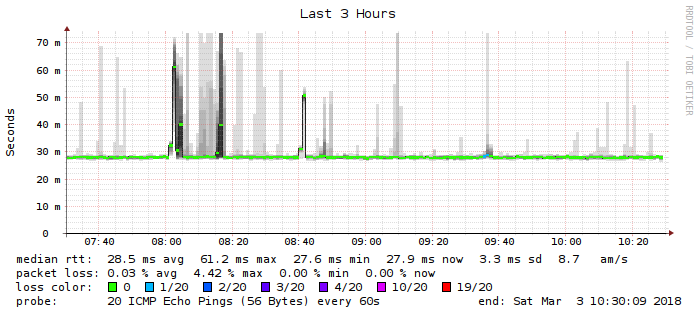 Last 3 Hours
RRDTOOL / TOBI OETIKER
Seconds
70 m
60 m
50 m
40 m
30 m
20 m
10 m
0
07:40 08:00 08:20 08:40 09:00 09:20 09:40 10:00 10:20
median rtt: 28.5 ms avg 61.2 ms max 27.6 ms min 27.9 ms now 3.3 ms sd 8.7 am/s
packet loss: 0.03 % avg 4.42 % max 0.00 % min 0.00 % now
loss color: 0 1/20 2/20 3/20 4/20 10/20 19/20
probe: 20 ICMP Echo Pings (56 Bytes) every 60s end: Sat Mar 3 10:30:09 2018